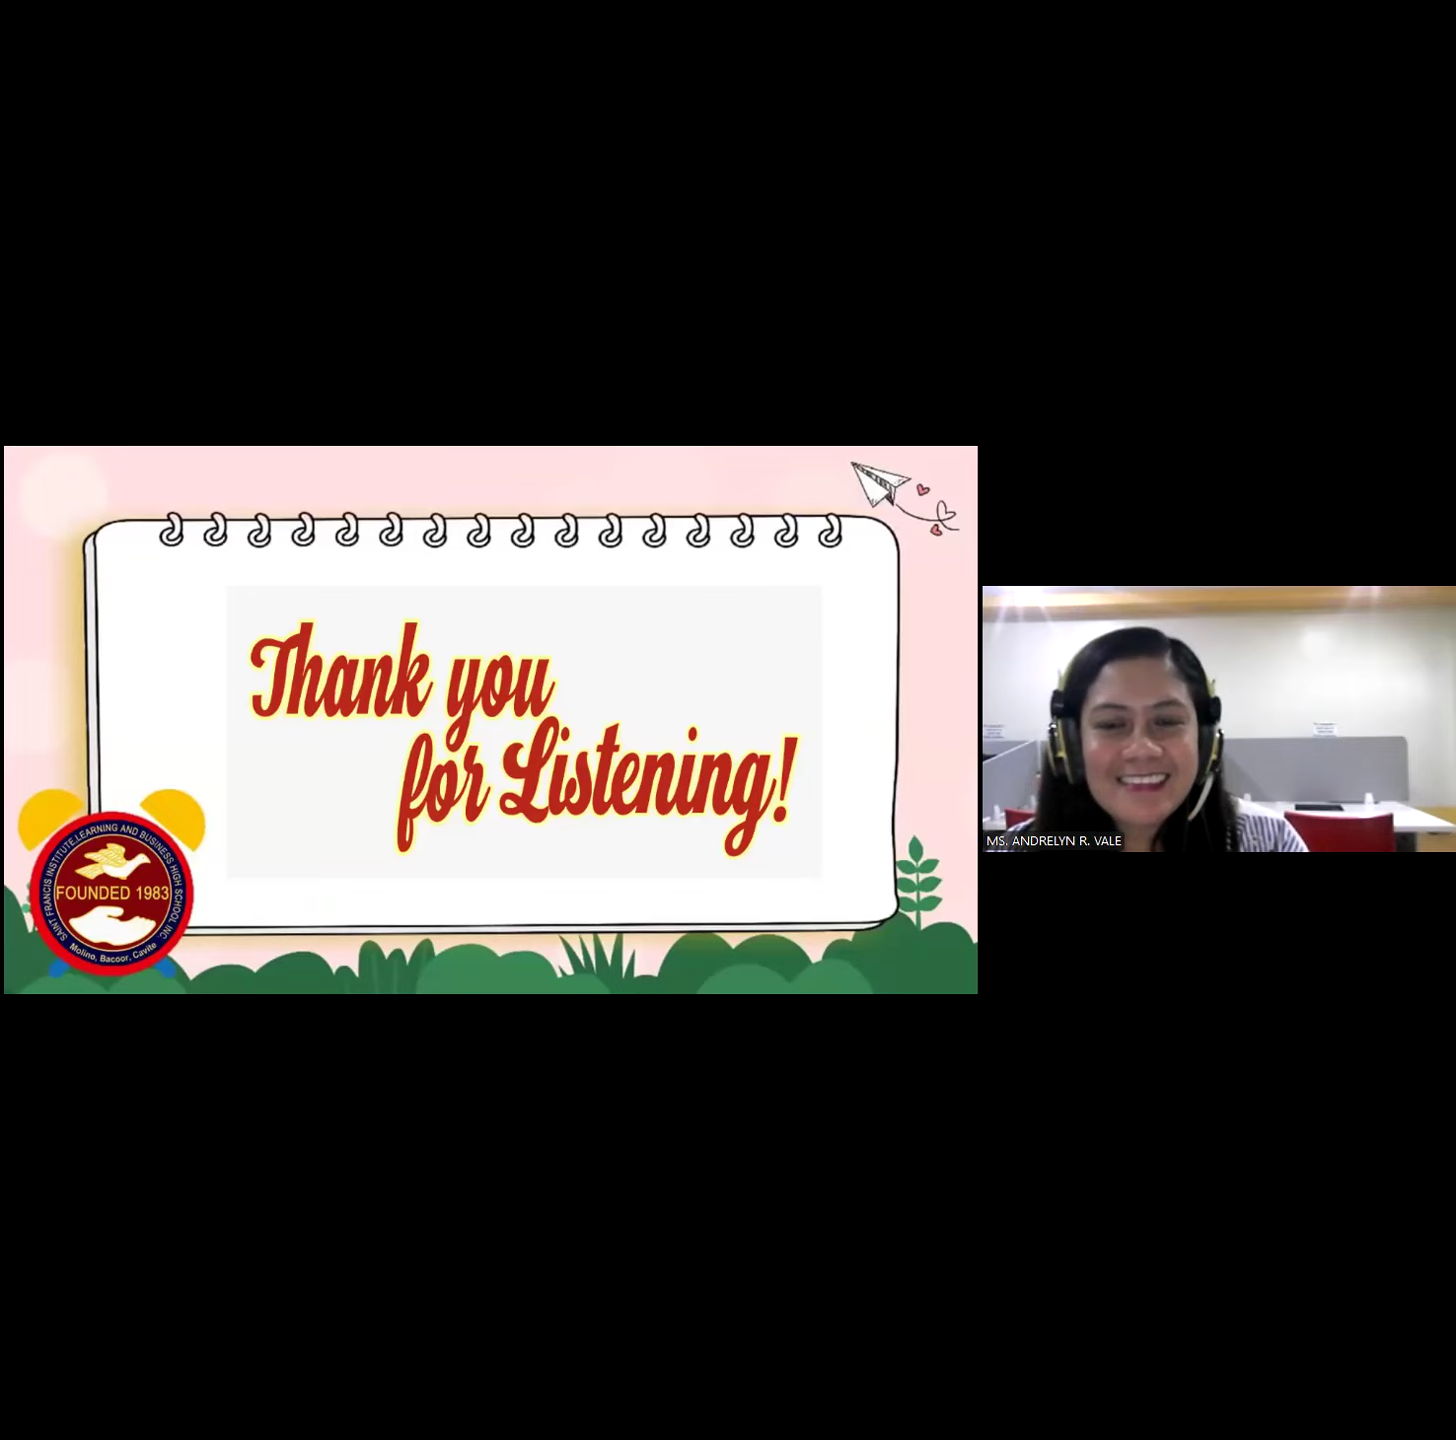 Thank you
for Listening!
SAINT FRANCIS INSTITUTE LEARNING AND BUSINESS HIGH SCHOOL INC.
FOUNDED 1983
Molino, Bacoor, Cavite
MS. ANDRELYN R. VALE